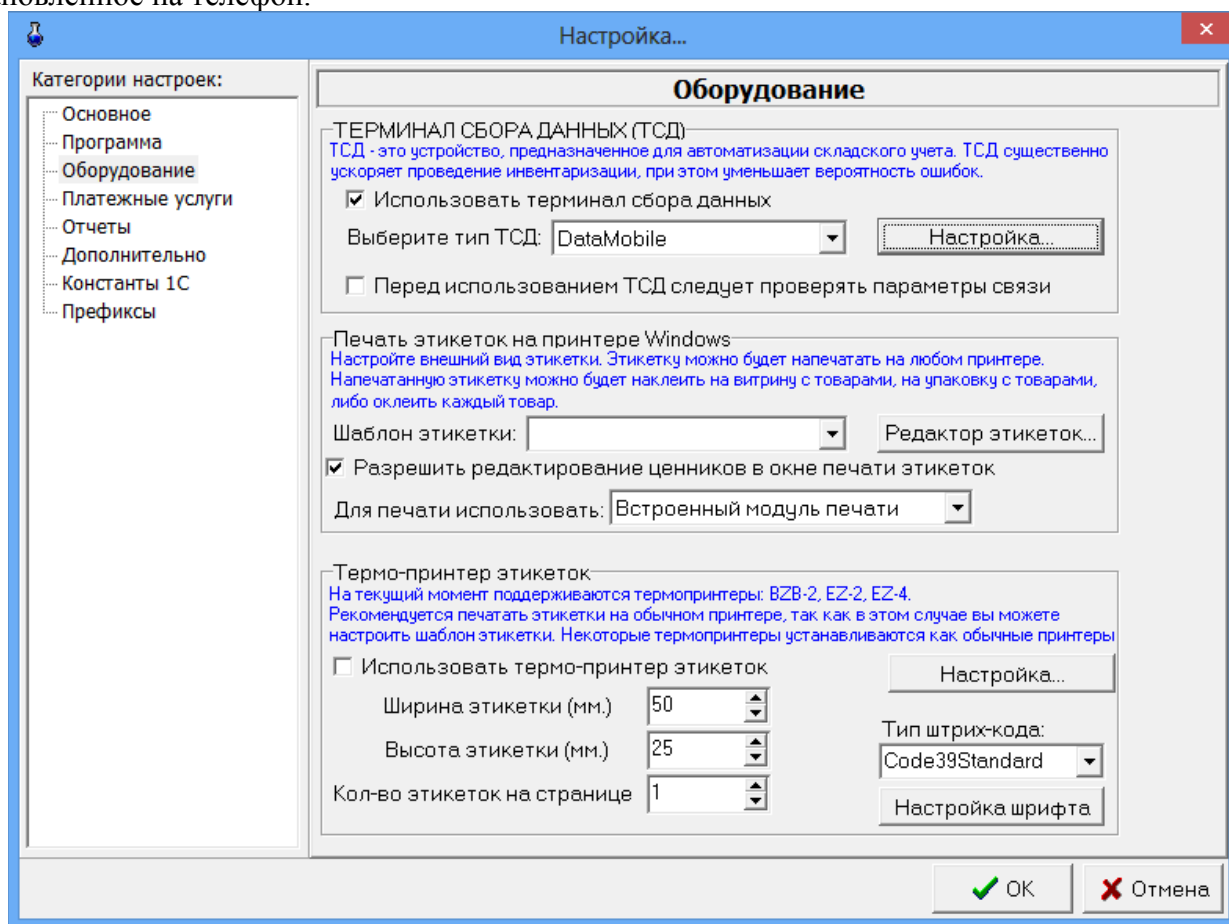 новленное на телефон.
Настройка...
Категории настроек:
Основное
Программа
Оборудование
Платежные услуги
Отчеты
Дополнительно
Константы 1С
Префиксы
Оборудование
ТЕРМИНАЛ СБОРА ДАННЫХ (ТСД)
ТСД - это устройство, предназначенное для автоматизации складского учета. ТСД существенно
ускоряет проведение инвентаризации, при этом уменьшает вероятность ошибок.
Использовать терминал сбора данных
Выберите тип ТСД: DataMobile Настройка...
Перед использованием ТСД следует проверять параметры связи
Печать этикеток на принтере Windows
Настройте внешний вид этикетки. Этикетку можно будет напечатать на любом принтере.
Напечатанную этикетку можно будет наклеить на витрину с товарами, на упаковку с товарами,
либо оклеить каждый товар.
Шаблон этикетки: Редактор этикеток...
Разрешить редактирование ценников в окне печати этикеток
Для печати использовать: Встроенный модуль печати
Термо-принтер этикеток
На текущий момент поддерживаются термопринтеры: BZB-2, EZ-2, EZ-4.
Рекомендуется печатать этикетки на обычном принтере, так как в этом случае вы можете
настроить шаблон этикетки. Некоторые термопринтеры устанавливаются как обычные принтеры
Использовать термо-принтер этикеток Настройка...
Ширина этикетки (мм.) 50
Тип штрих-кода:
Высота этикетки (мм.) 25 Code39Standard
Кол-во этикеток на странице 1 Настройка шрифта
OK Отмена